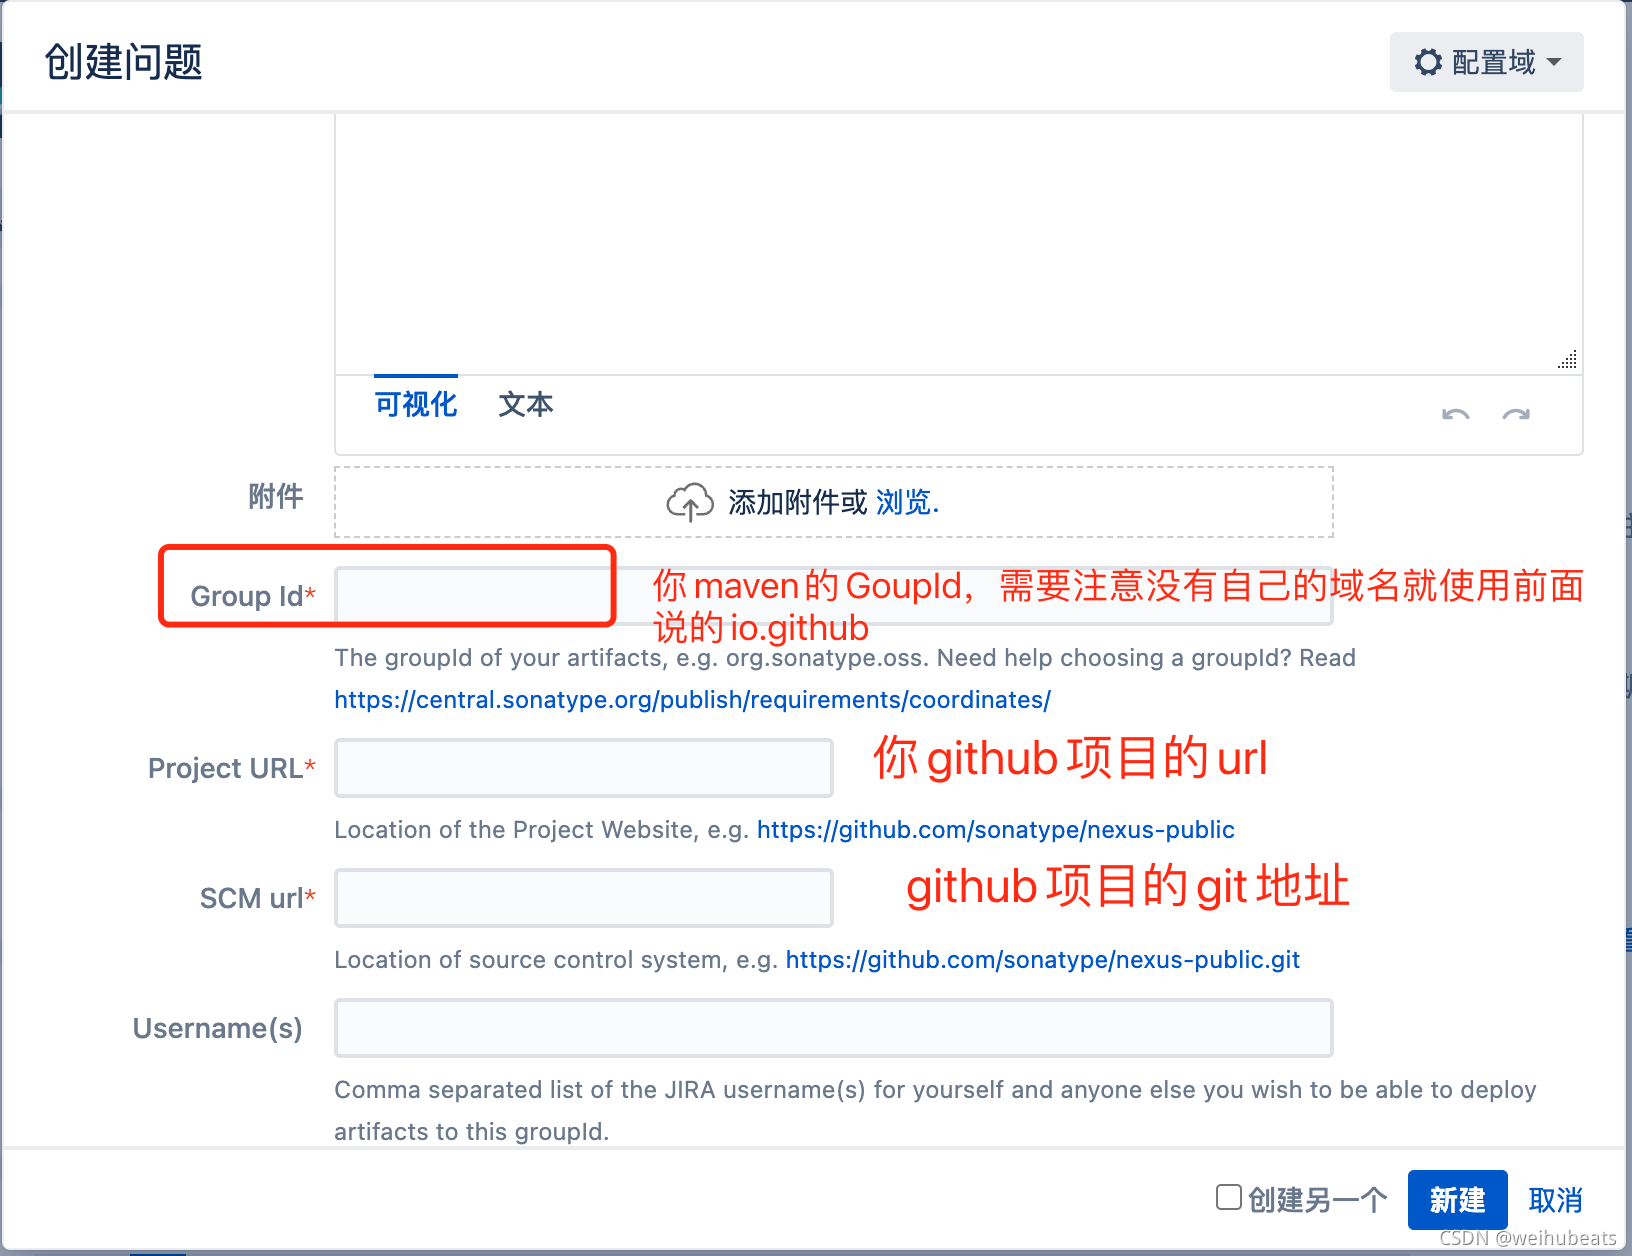 创建问题
配置域
可视化 文本
附件
添加附件或 浏览.
Group Id*
你maven的GoupId，需要注意没有自己的域名就使用前面
说的io.github
The groupId of your artifacts, e.g. org.sonatype.oss. Need help choosing a groupId? Read
https://central.sonatype.org/publish/requirements/coordinates/
Project URL*
你github项目的url
Location of the Project Website, e.g. https://github.com/sonatype/nexus-public
SCM url*
github项目的git地址
Location of source control system, e.g. https://github.com/sonatype/nexus-public.git
Username(s)
Comma separated list of the JIRA username(s) for yourself and anyone else you wish to be able to deploy
artifacts to this groupId.
创建另一个 新建 取消
CSDN @weihubeats